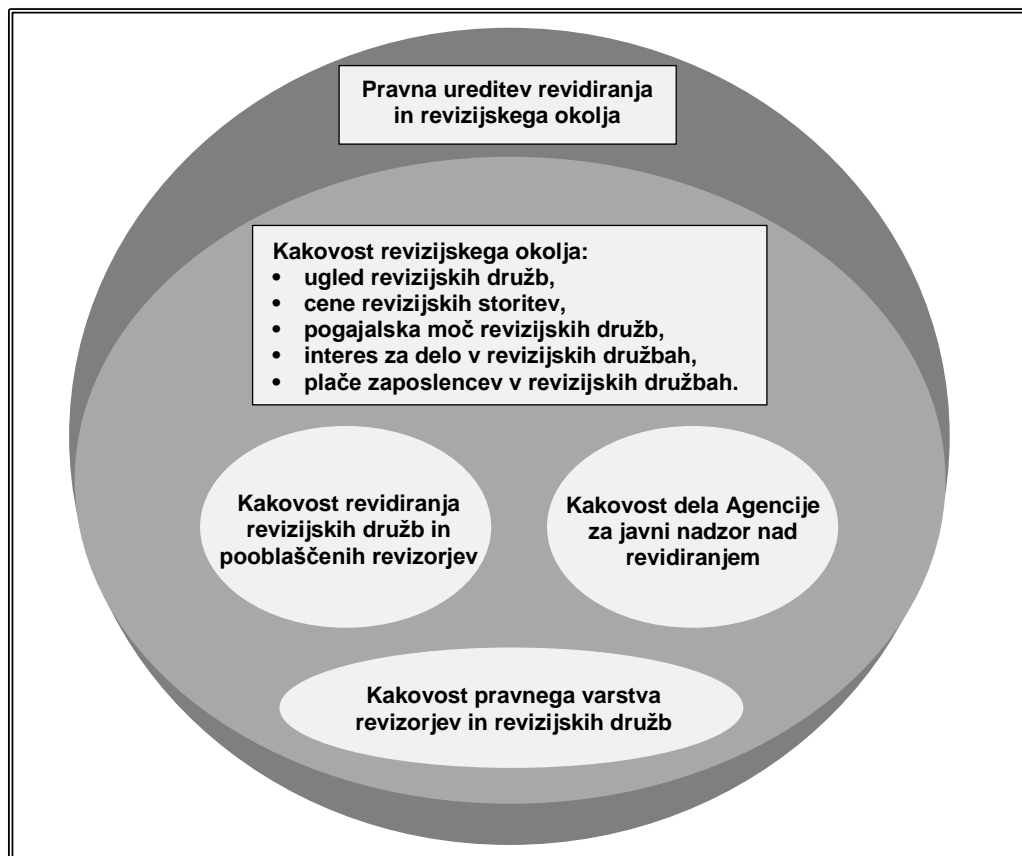 Pravna ureditev revidiranja
in revizijskega okolja
Kakovost revizijskega okolja:
• ugled revizijskih družb,
• cene revizijskih storitev,
• pogajalska moč revizijskih družb,
• interes za delo v revizijskih družbah,
• plače zaposlencev v revizijskih družbah.
Kakovost revidiranja
revizijskih družb in
pooblaščenih revizorjev
Kakovost dela Agencije
za javni nadzor nad
revidiranjem
Kakovost pravnega varstva
revizorjev in revizijskih družb